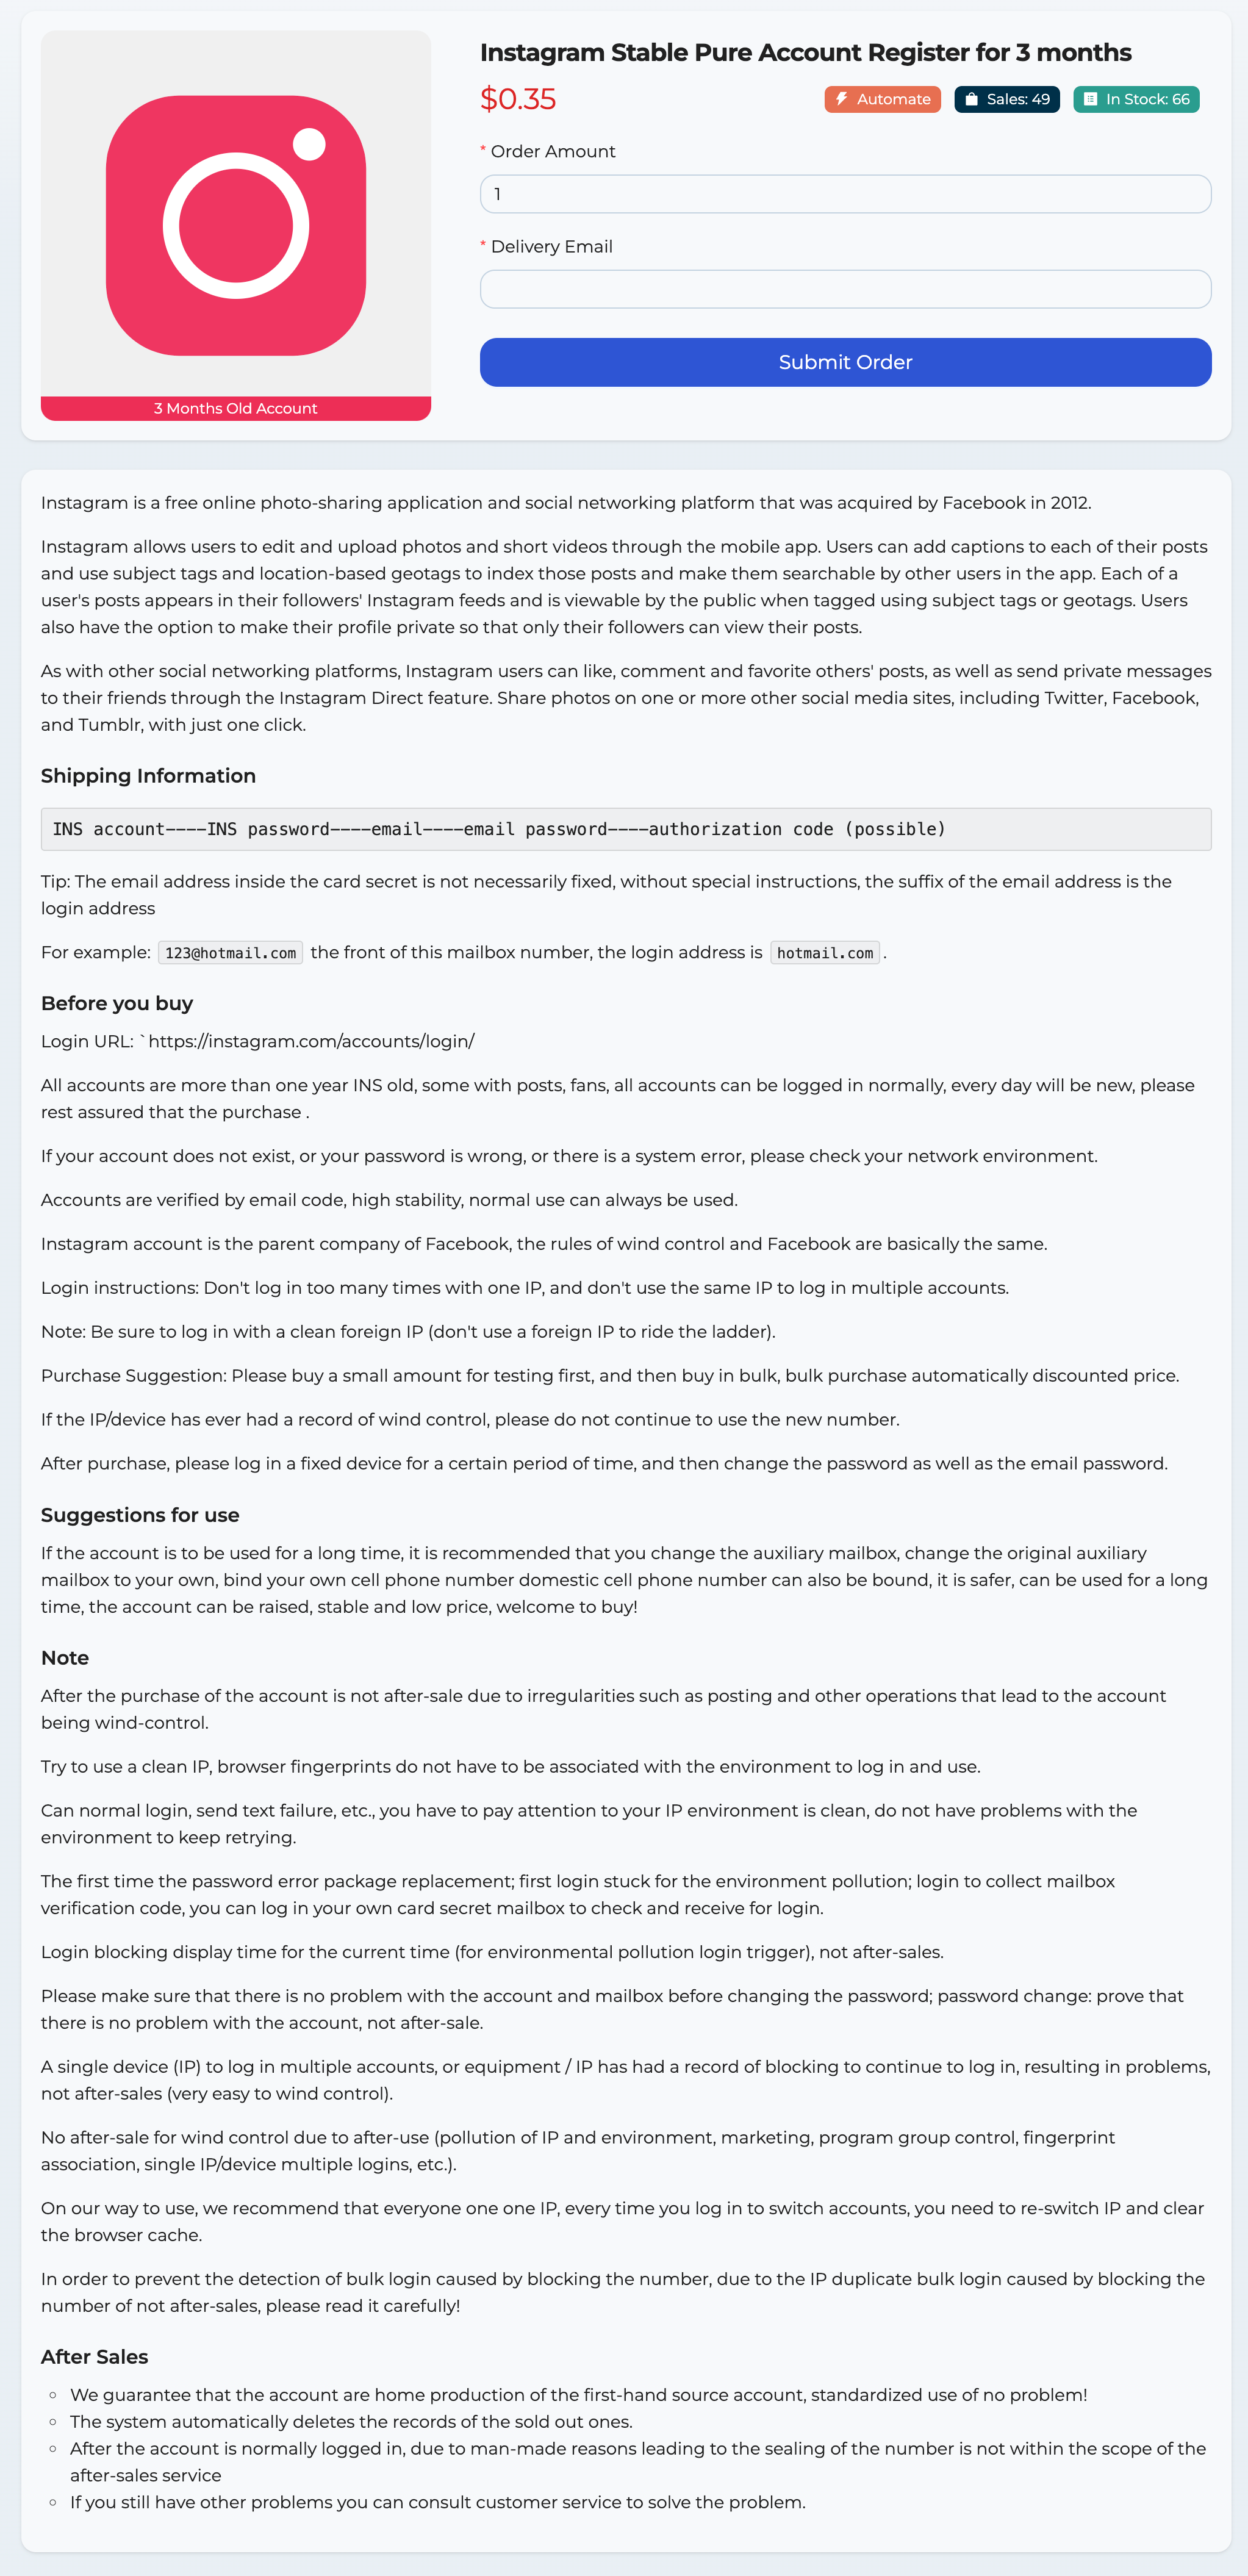 Instagram Stable Pure Account Register for 3 months
$0.35
Automate
Sales: 49
In Stock: 66
* Order Amount
1
* Delivery Email
Submit Order
3 Months Old Account
Instagram is a free online photo-sharing application and social networking platform that was acquired by Facebook in 2012.
Instagram allows users to edit and upload photos and short videos through the mobile app. Users can add captions to each of their posts
and use subject tags and location-based geotags to index those posts and make them searchable by other users in the app. Each of a
user's posts appears in their followers' Instagram feeds and is viewable by the public when tagged using subject tags or geotags. Users
also have the option to make their profile private so that only their followers can view their posts.
As with other social networking platforms, Instagram users can like, comment and favorite others' posts, as well as send private messages
to their friends through the Instagram Direct feature. Share photos on one or more other social media sites, including Twitter, Facebook,
and Tumblr, with just one click.
Shipping Information
INS account----INS password----email----email password----authorization code (possible)
Tip: The email address inside the card secret is not necessarily fixed, without special instructions, the suffix of the email address is the
login address
For example: 123@hotmail.com the front of this mailbox number, the login address is hotmail.com.
Before you buy
Login URL: `https://instagram.com/accounts/login/
All accounts are more than one year INS old, some with posts, fans, all accounts can be logged in normally, every day will be new, please
rest assured that the purchase .
If your account does not exist, or your password is wrong, or there is a system error, please check your network environment.
Accounts are verified by email code, high stability, normal use can always be used.
Instagram account is the parent company of Facebook, the rules of wind control and Facebook are basically the same.
Login instructions: Don't log in too many times with one IP, and don't use the same IP to log in multiple accounts.
Note: Be sure to log in with a clean foreign IP (don't use a foreign IP to ride the ladder).
Purchase Suggestion: Please buy a small amount for testing first, and then buy in bulk, bulk purchase automatically discounted price.
If the IP/device has ever had a record of wind control, please do not continue to use the new number.
After purchase, please log in a fixed device for a certain period of time, and then change the password as well as the email password.
Suggestions for use
If the account is to be used for a long time, it is recommended that you change the auxiliary mailbox, change the original auxiliary
mailbox to your own, bind your own cell phone number domestic cell phone number can also be bound, it is safer, can be used for a long
time, the account can be raised, stable and low price, welcome to buy!
Note
After the purchase of the account is not after-sale due to irregularities such as posting and other operations that lead to the account
being wind-control.
Try to use a clean IP, browser fingerprints do not have to be associated with the environment to log in and use.
Can normal login, send text failure, etc., you have to pay attention to your IP environment is clean, do not have problems with the
environment to keep retrying.
The first time the password error package replacement; first login stuck for the environment pollution; login to collect mailbox
verification code, you can log in your own card secret mailbox to check and receive for login.
Login blocking display time for the current time (for environmental pollution login trigger), not after-sales.
Please make sure that there is no problem with the account and mailbox before changing the password; password change: prove that
there is no problem with the account, not after-sale.
A single device (IP) to log in multiple accounts, or equipment / IP has had a record of blocking to continue to log in, resulting in problems,
not after-sales (very easy to wind control).
No after-sale for wind control due to after-use (pollution of IP and environment, marketing, program group control, fingerprint
association, single IP/device multiple logins, etc.).
On our way to use, we recommend that everyone one one IP, every time you log in to switch accounts, you need to re-switch IP and clear
the browser cache.
In order to prevent the detection of bulk login caused by blocking the number, due to the IP duplicate bulk login caused by blocking the
number of not after-sales, please read it carefully!
After Sales
We guarantee that the account are home production of the first-hand source account, standardized use of no problem!
The system automatically deletes the records of the sold out ones.
After the account is normally logged in, due to man-made reasons leading to the sealing of the number is not within the scope of the
after-sales service
If you still have other problems you can consult customer service to solve the problem.